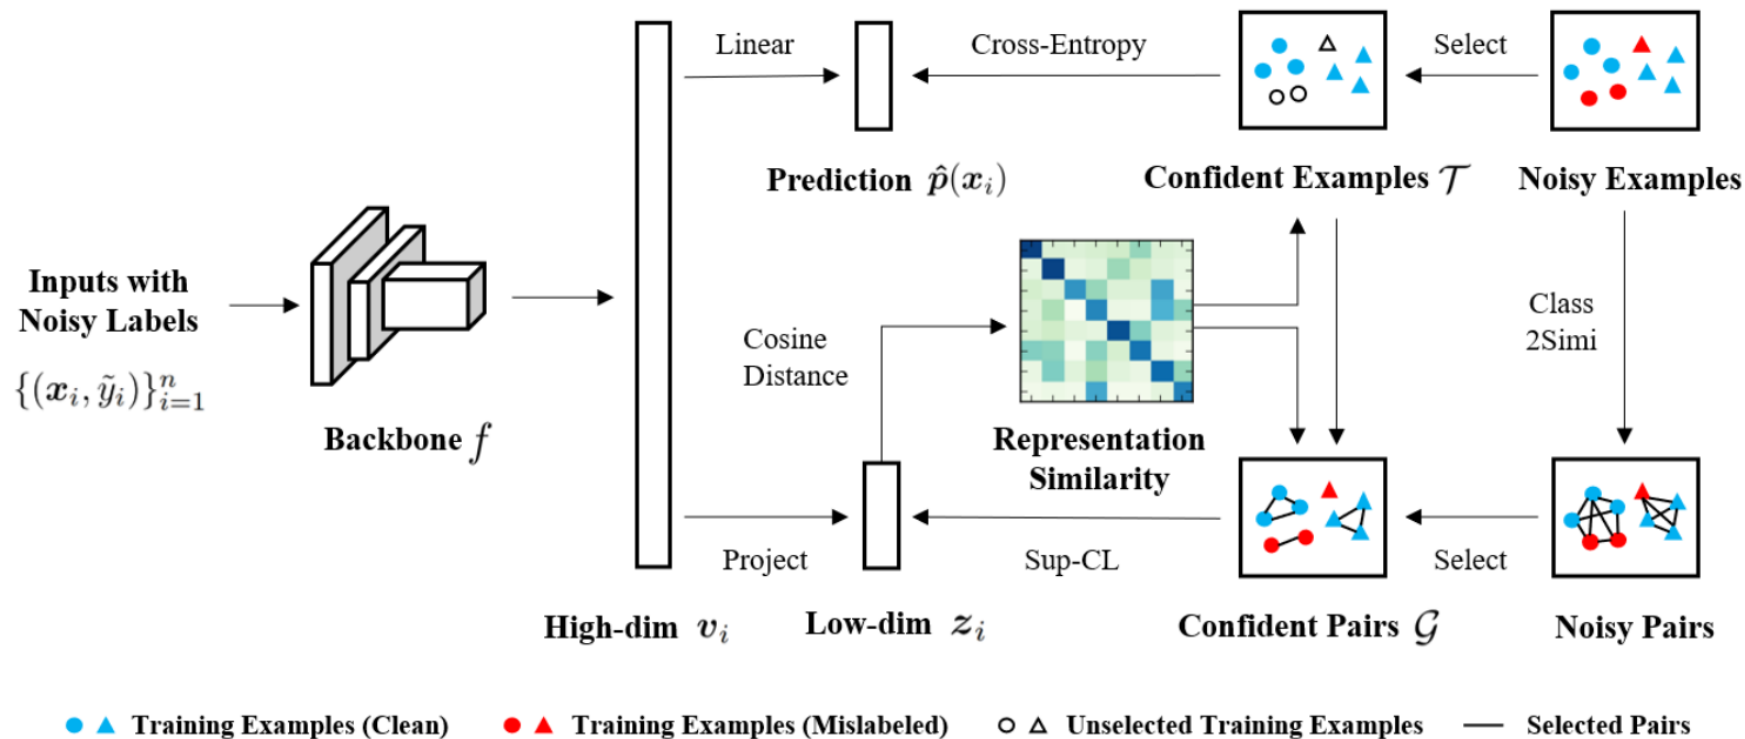 Linear
Cross-Entropy
Select
Prediction p̂(xᵢ)
Confident Examples 𝒯
Noisy Examples
Inputs with
Noisy Labels
{(xᵢ, ỹᵢ)}ⁿᵢ₌₁
Backbone f
Cosine
Distance
Representation
Similarity
Class
2Simi
Project
Sup-CL
Select
High-dim vᵢ
Low-dim zᵢ
Confident Pairs 𝒢
Noisy Pairs
Training Examples (Clean)
Training Examples (Mislabeled)
Unselected Training Examples
Selected Pairs